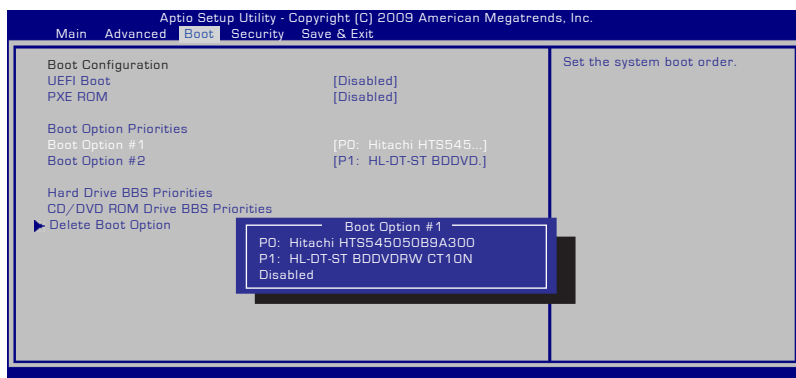 Aptio Setup Utility - Copyright (C) 2009 American Megatrends, Inc.
Main Advanced Boot Security Save & Exit
Boot Configuration
UEFI Boot [Disabled]
PXE ROM [Disabled]
Boot Option Priorities
Boot Option #1 [P0: Hitachi HTS545...]
Boot Option #2 [P1: HL-DT-ST BDDVD.]
Hard Drive BBS Priorities
CD/DVD ROM Drive BBS Priorities
Delete Boot Option
Set the system boot order.
Boot Option #1
P0: Hitachi HTS545050B9A300
P1: HL-DT-ST BDDVDRW CT10N
Disabled